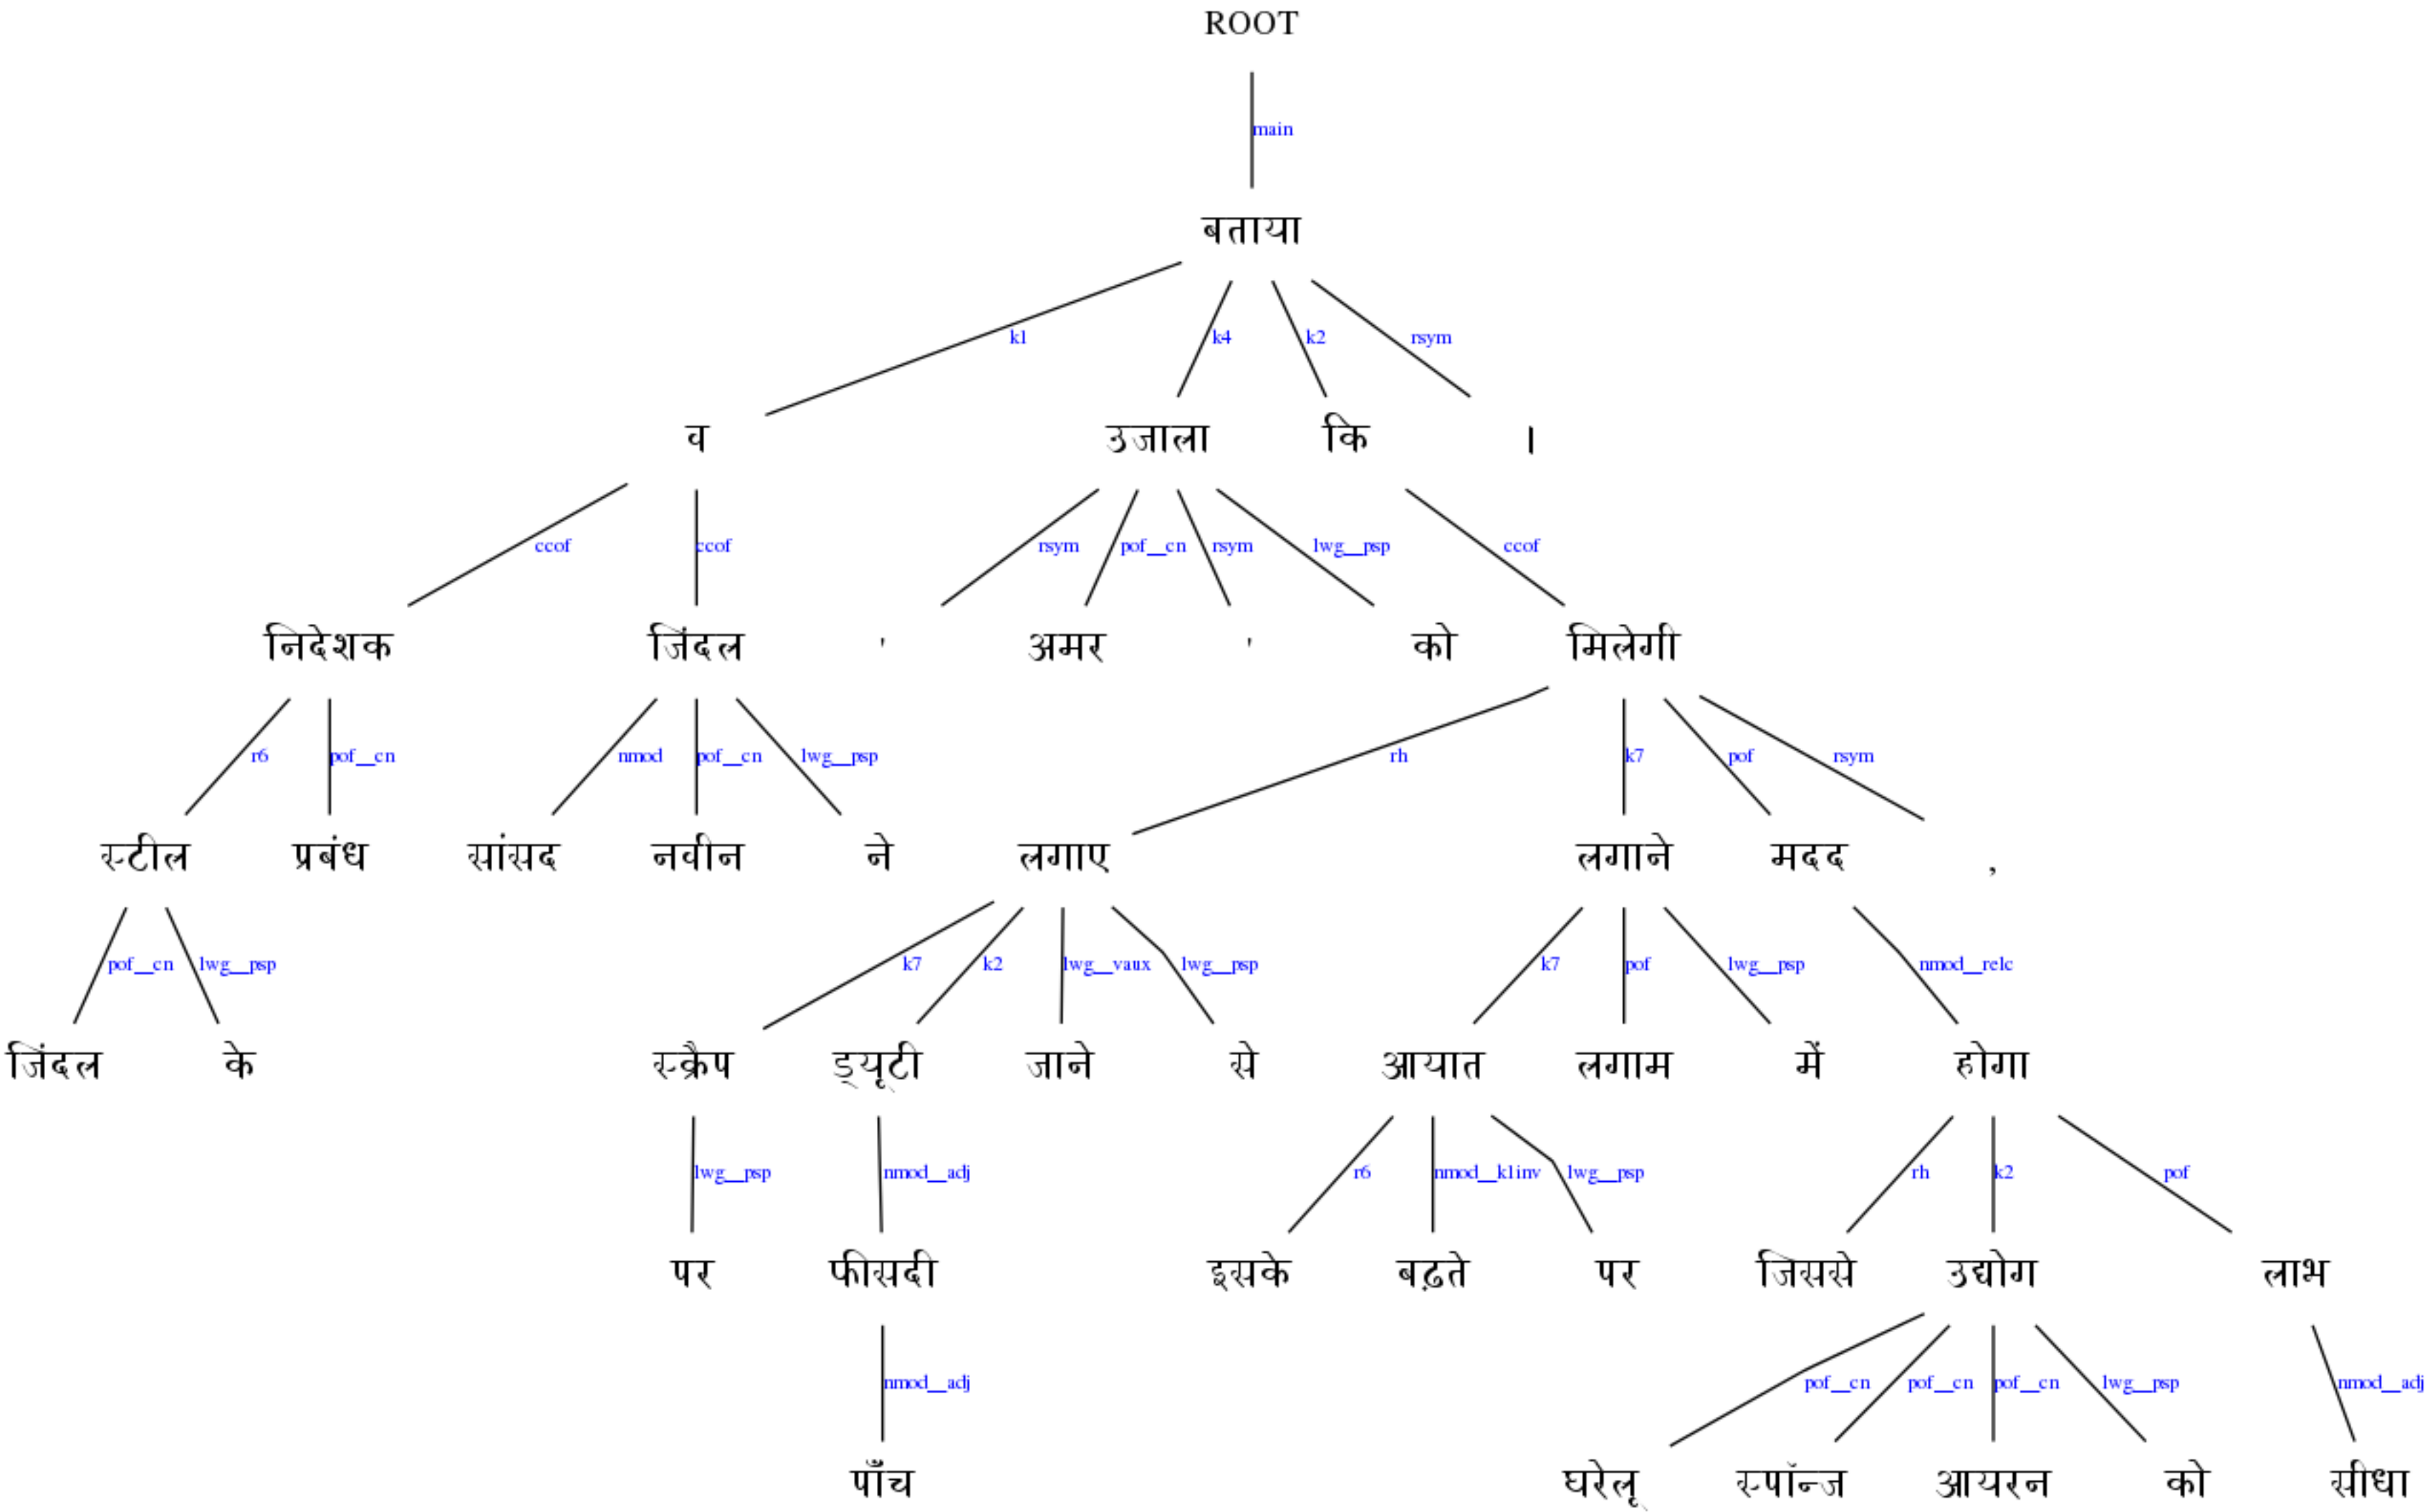 ROOT
main
बताया
k1 k4 k2 rsym
व उजाला कि ।
ccof ccof rsym pof__cn rsym lwg__psp ccof
निदेशक जिंदल ' अमर ' को मिलेगी
r6 pof__cn nmod pof__cn lwg__psp rh k7 pof rsym
स्टील प्रबंध सांसद नवीन ने लगाए लगाने मदद ,
pof__cn lwg__psp k7 k2 lwg__vaux lwg__psp k7 pof lwg__psp nmod__relc
जिंदल के स्क्रैप ड्यूटी जाने से आयात लगाम में होगा
lwg__psp nmod__adj r6 nmod__k1inv lwg__psp rh k2 pof
पर फीसदी इसके बढ़ते पर जिससे उद्योग लाभ
nmod__adj pof__cn pof__cn pof__cn lwg__psp nmod__adj
पाँच घरेलू स्पॉन्ज आयरन को सीधा